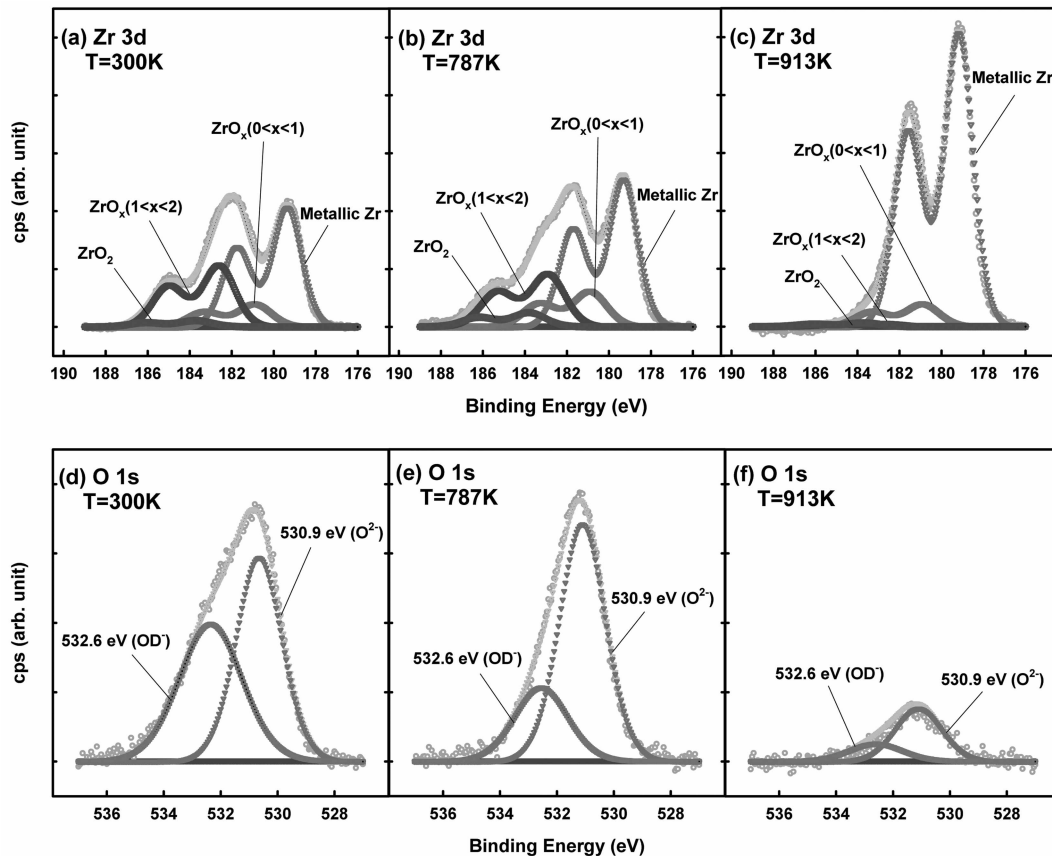 (a) Zr 3d
T=300K
ZrOₓ(0<x<1)
ZrOₓ(1<x<2)
ZrO₂
Metallic Zr
(b) Zr 3d
T=787K
ZrOₓ(0<x<1)
ZrOₓ(1<x<2)
ZrO₂
Metallic Zr
(c) Zr 3d
T=913K
Metallic Zr
ZrOₓ(0<x<1)
ZrOₓ(1<x<2)
ZrO₂
cps (arb. unit)
190 188 186 184 182 180 178 176
190 188 186 184 182 180 178 176
190 188 186 184 182 180 178 176
Binding Energy (eV)
(d) O 1s
T=300K
530.9 eV (O²⁻)
532.6 eV (OD⁻)
(e) O 1s
T=787K
530.9 eV (O²⁻)
532.6 eV (OD⁻)
(f) O 1s
T=913K
532.6 eV (OD⁻)
530.9 eV (O²⁻)
cps (arb. unit)
536 534 532 530 528
536 534 532 530 528
536 534 532 530 528
Binding Energy (eV)